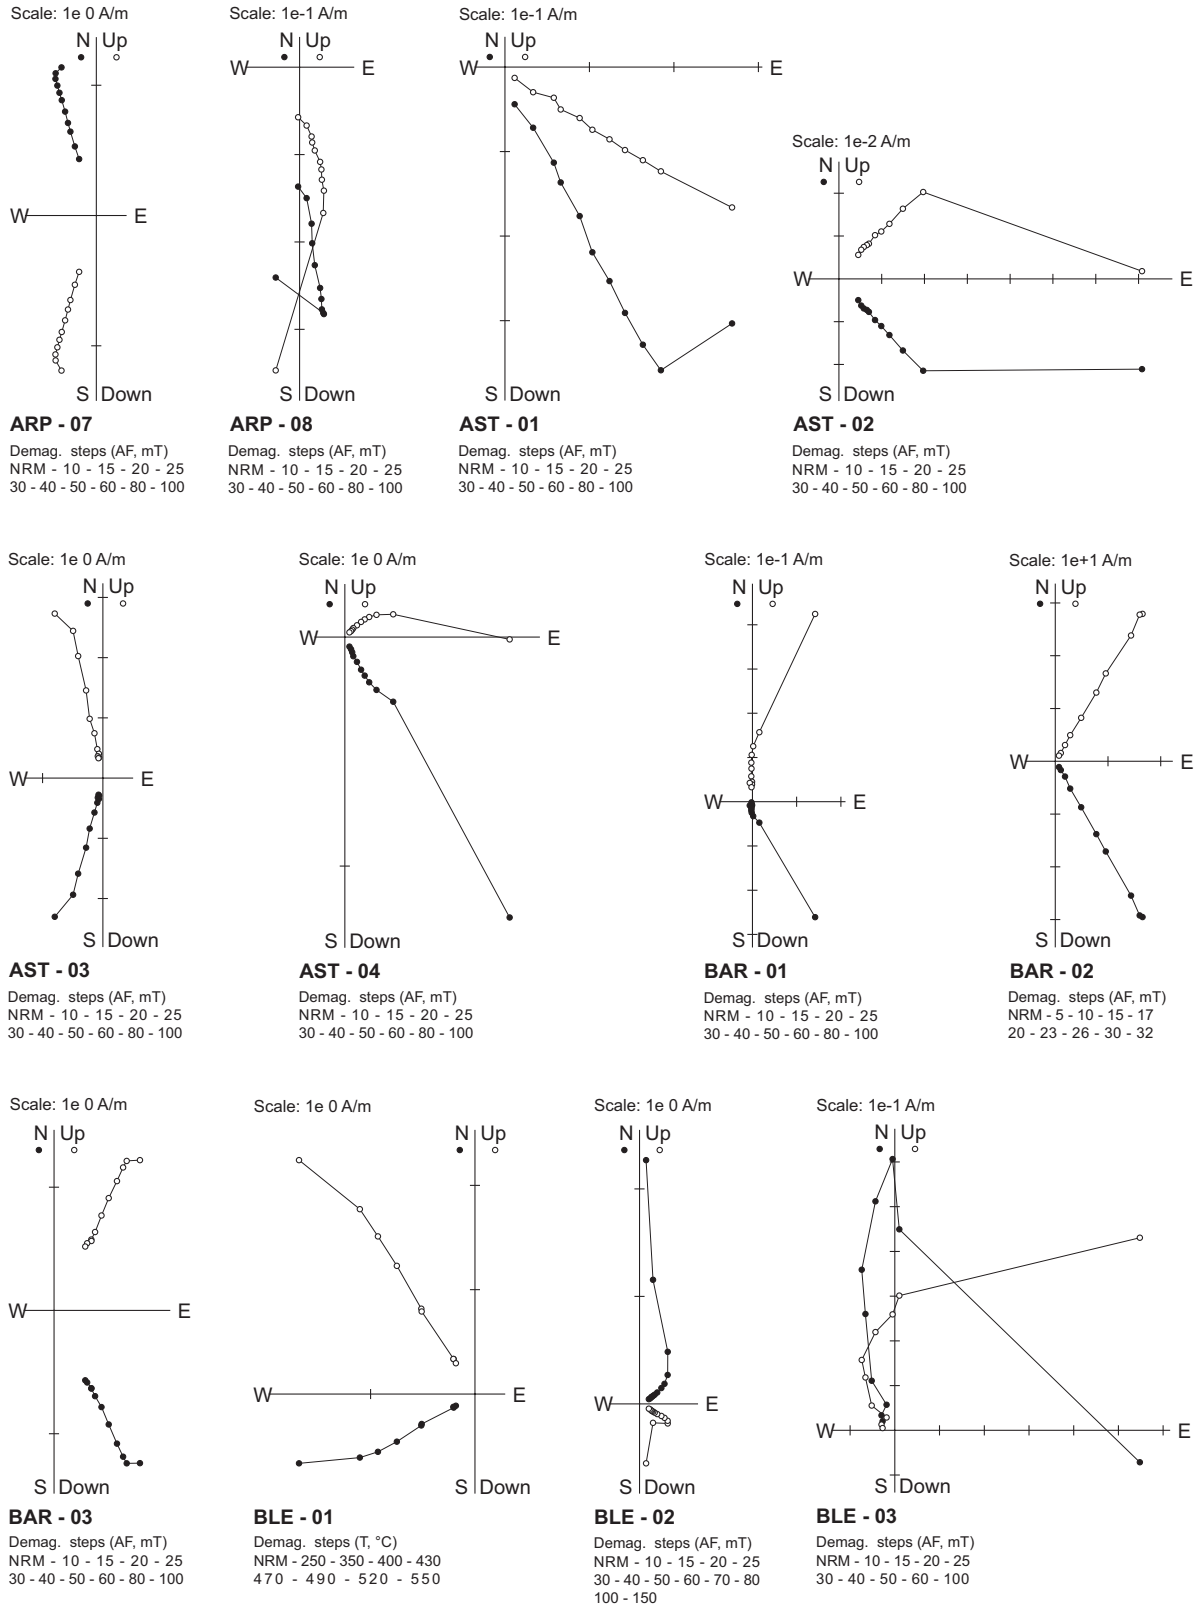 Scale: 1e 0 A/m
N Up
W E
S Down
ARP - 07
Demag. steps (AF, mT)
NRM - 10 - 15 - 20 - 25
30 - 40 - 50 - 60 - 80 - 100
Scale: 1e-1 A/m
N Up
W E
S Down
ARP - 08
Demag. steps (AF, mT)
NRM - 10 - 15 - 20 - 25
30 - 40 - 50 - 60 - 80 - 100
Scale: 1e-1 A/m
N Up
W E
S Down
AST - 01
Demag. steps (AF, mT)
NRM - 10 - 15 - 20 - 25
30 - 40 - 50 - 60 - 80 - 100
Scale: 1e-2 A/m
N Up
W E
S Down
AST - 02
Demag. steps (AF, mT)
NRM - 10 - 15 - 20 - 25
30 - 40 - 50 - 60 - 80 - 100
Scale: 1e 0 A/m
N Up
W E
S Down
AST - 03
Demag. steps (AF, mT)
NRM - 10 - 15 - 20 - 25
30 - 40 - 50 - 60 - 80 - 100
Scale: 1e 0 A/m
N Up
W E
S Down
AST - 04
Demag. steps (AF, mT)
NRM - 10 - 15 - 20 - 25
30 - 40 - 50 - 60 - 80 - 100
Scale: 1e-1 A/m
N Up
W E
S Down
BAR - 01
Demag. steps (AF, mT)
NRM - 10 - 15 - 20 - 25
30 - 40 - 50 - 60 - 80 - 100
Scale: 1e+1 A/m
N Up
W E
S Down
BAR - 02
Demag. steps (AF, mT)
NRM - 5 - 10 - 15 - 17
20 - 23 - 26 - 30 - 32
Scale: 1e 0 A/m
N Up
W E
S Down
BAR - 03
Demag. steps (AF, mT)
NRM - 10 - 15 - 20 - 25
30 - 40 - 50 - 60 - 80 - 100
Scale: 1e 0 A/m
N Up
W E
S Down
BLE - 01
Demag. steps (T, °C)
NRM - 250 - 350 - 400 - 430
470 - 490 - 520 - 550
Scale: 1e 0 A/m
N Up
W E
S Down
BLE - 02
Demag. steps (AF, mT)
NRM - 10 - 15 - 20 - 25
30 - 40 - 50 - 60 - 70 - 80
100 - 150
Scale: 1e-1 A/m
N Up
W E
S Down
BLE - 03
Demag. steps (AF, mT)
NRM - 10 - 15 - 20 - 25
30 - 40 - 50 - 60 - 100